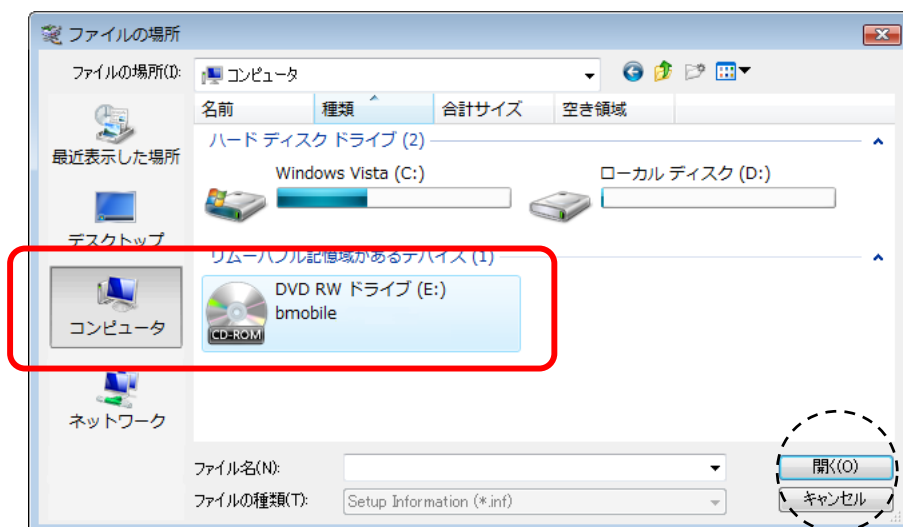 ファイルの場所
ファイルの場所(I):
コンピュータ
名前
種類
合計サイズ
空き領域
最近表示した場所
ハード ディスク ドライブ (2)
Windows Vista (C:)
ローカル ディスク (D:)
デスクトップ
リムーバブル記憶域があるデバイス (1)
DVD RW ドライブ (E:)
bmobile
CD-ROM
コンピュータ
ネットワーク
ファイル名(N):
開く(O)
ファイルの種類(T):
Setup Information (*.inf)
キャンセル